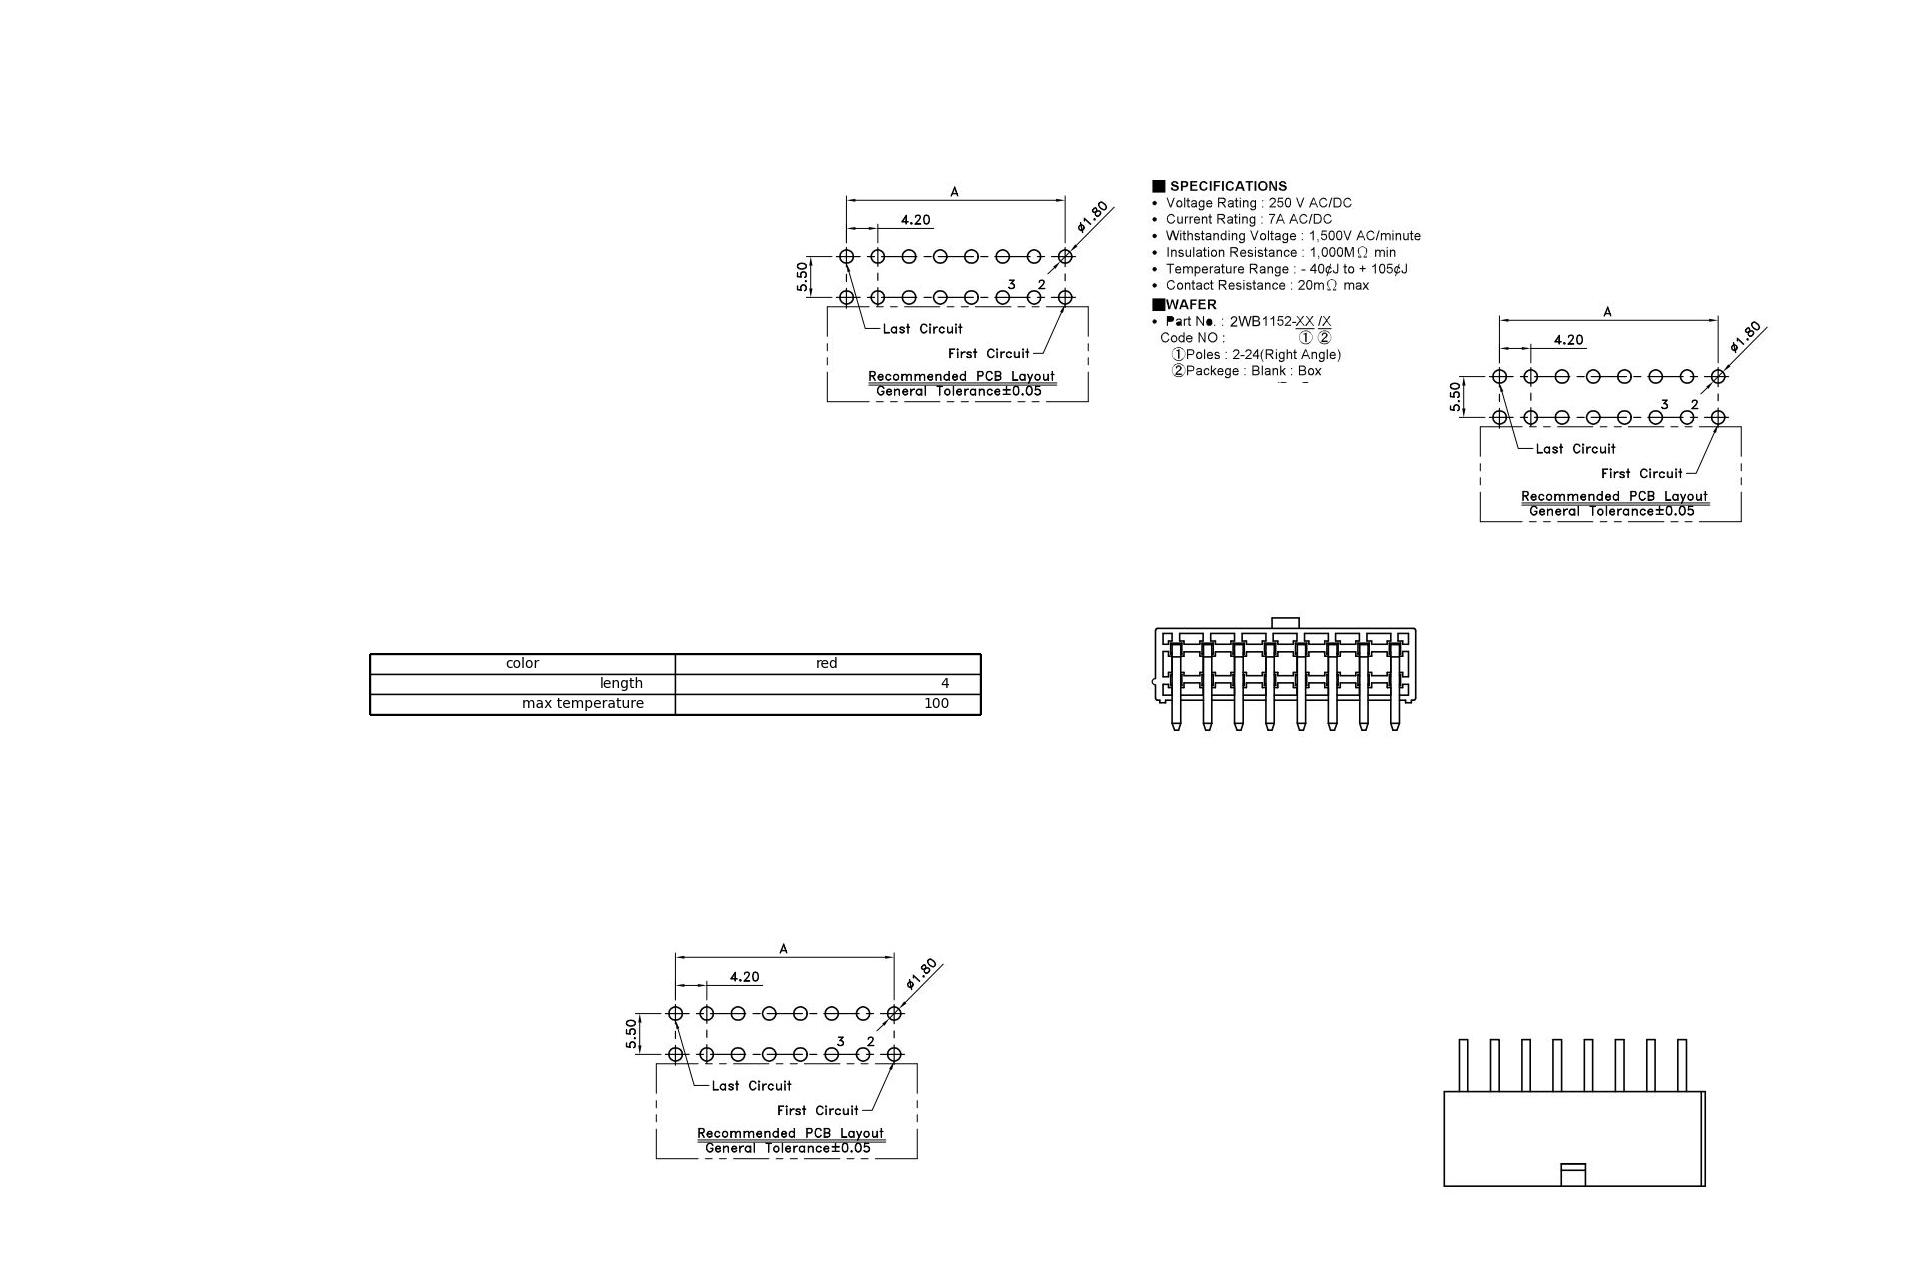 A
4.20
ø1.80
5.50
3 2
Last Circuit
First Circuit
Recommended PCB Layout
General Tolerance±0.05
■ SPECIFICATIONS
• Voltage Rating : 250 V AC/DC
• Current Rating : 7A AC/DC
• Withstanding Voltage : 1,500V AC/minute
• Insulation Resistance : 1,000MΩ min
• Temperature Range : - 40¢J to + 105¢J
• Contact Resistance : 20mΩ max
■WAFER
• Part No. : 2WB1152-XX /X
Code NO : ① ②
①Poles : 2-24(Right Angle)
②Packege : Blank : Box
A
4.20
ø1.80
5.50
3 2
Last Circuit
First Circuit
Recommended PCB Layout
General Tolerance±0.05
color red
length 4
max temperature 100
A
4.20
ø1.80
5.50
3 2
Last Circuit
First Circuit
Recommended PCB Layout
General Tolerance±0.05